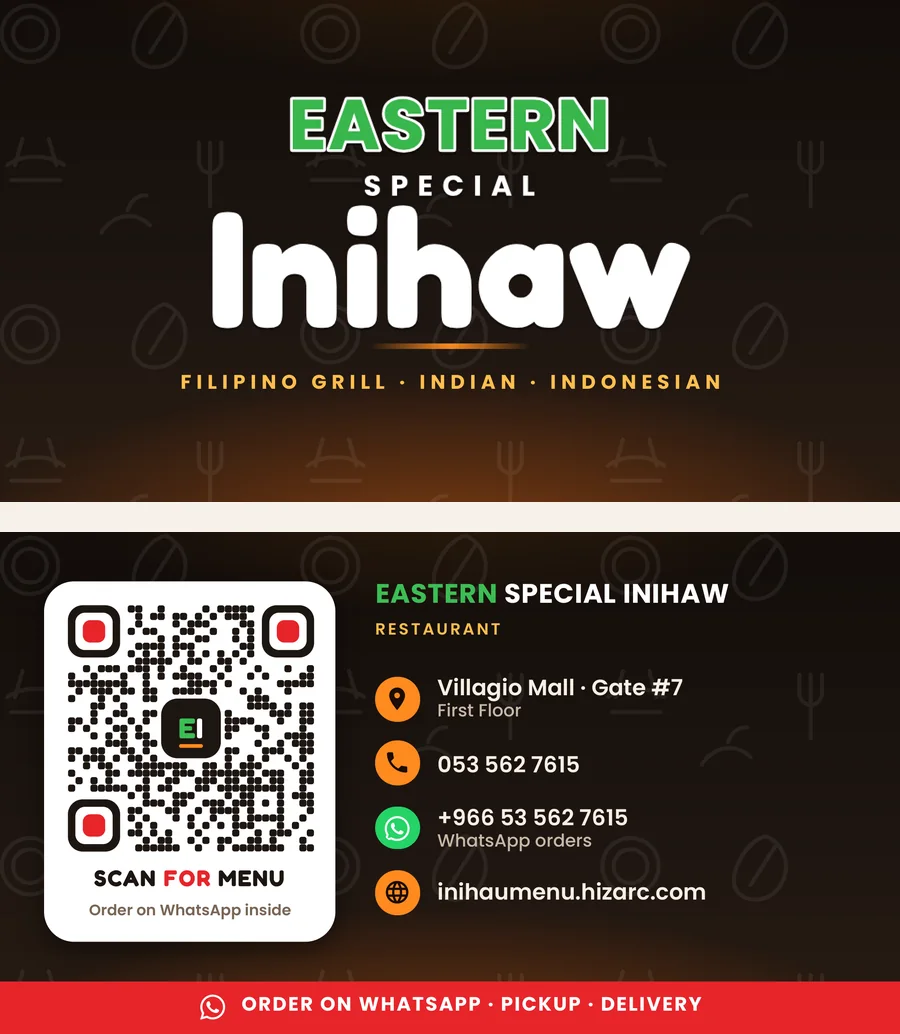 EASTERN
SPECIAL
Inihaw
FILIPINO GRILL · INDIAN · INDONESIAN
EI
SCAN FOR MENU
Order on WhatsApp inside
EASTERN SPECIAL INIHAW
RESTAURANT
Villagio Mall · Gate #7
First Floor
053 562 7615
+966 53 562 7615
WhatsApp orders
inihaumenu.hizarc.com
ORDER ON WHATSAPP · PICKUP · DELIVERY